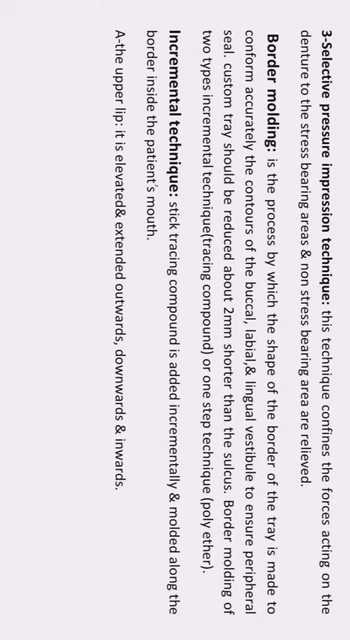 3-Selective pressure impression technique: this technique confines the forces acting on the
denture to the stress bearing areas & non stress bearing area are relieved.
Border molding: is the process by which the shape of the border of the tray is made to
conform accurately the contours of the buccal, labial,& lingual vestibule to ensure peripheral
seal. custom tray should be reduced about 2mm shorter than the sulcus. Border molding of
two types incremental technique(tracing compound) or one step technique (poly ether).
Incremental technique: stick tracing compound is added incrementally & molded along the
border inside the patient's mouth.
A-the upper lip: it is elevated& extended outwards, downwards & inwards.